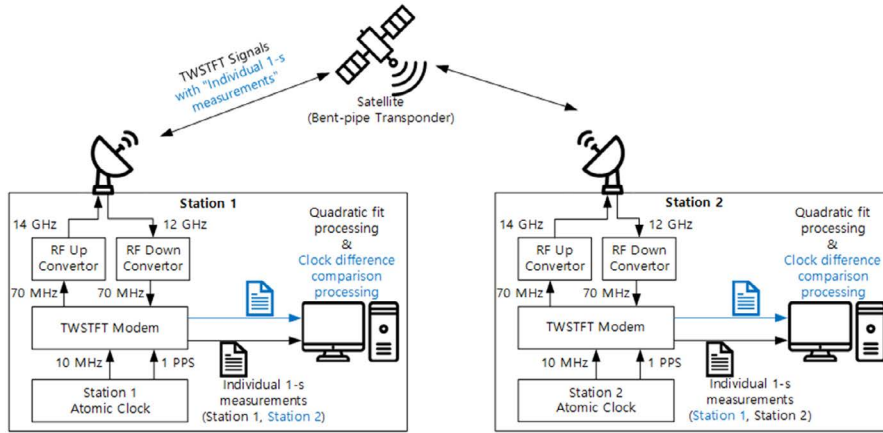 TWSTFT Signals
with "Individual 1-s
measurements"
Satellite
(Bent-pipe Transponder)
Station 1
14 GHz
12 GHz
RF Up
Convertor
RF Down
Convertor
70 MHz
70 MHz
TWSTFT Modem
10 MHz
1 PPS
Station 1
Atomic Clock
Quadratic fit
processing
&
Clock difference
comparison
processing
Individual 1-s
measurements
(Station 1, Station 2)
Station 2
14 GHz
12 GHz
RF Up
Convertor
RF Down
Convertor
70 MHz
70 MHz
TWSTFT Modem
10 MHz
1 PPS
Station 2
Atomic Clock
Quadratic fit
processing
&
Clock difference
comparison
processing
Individual 1-s
measurements
(Station 1, Station 2)